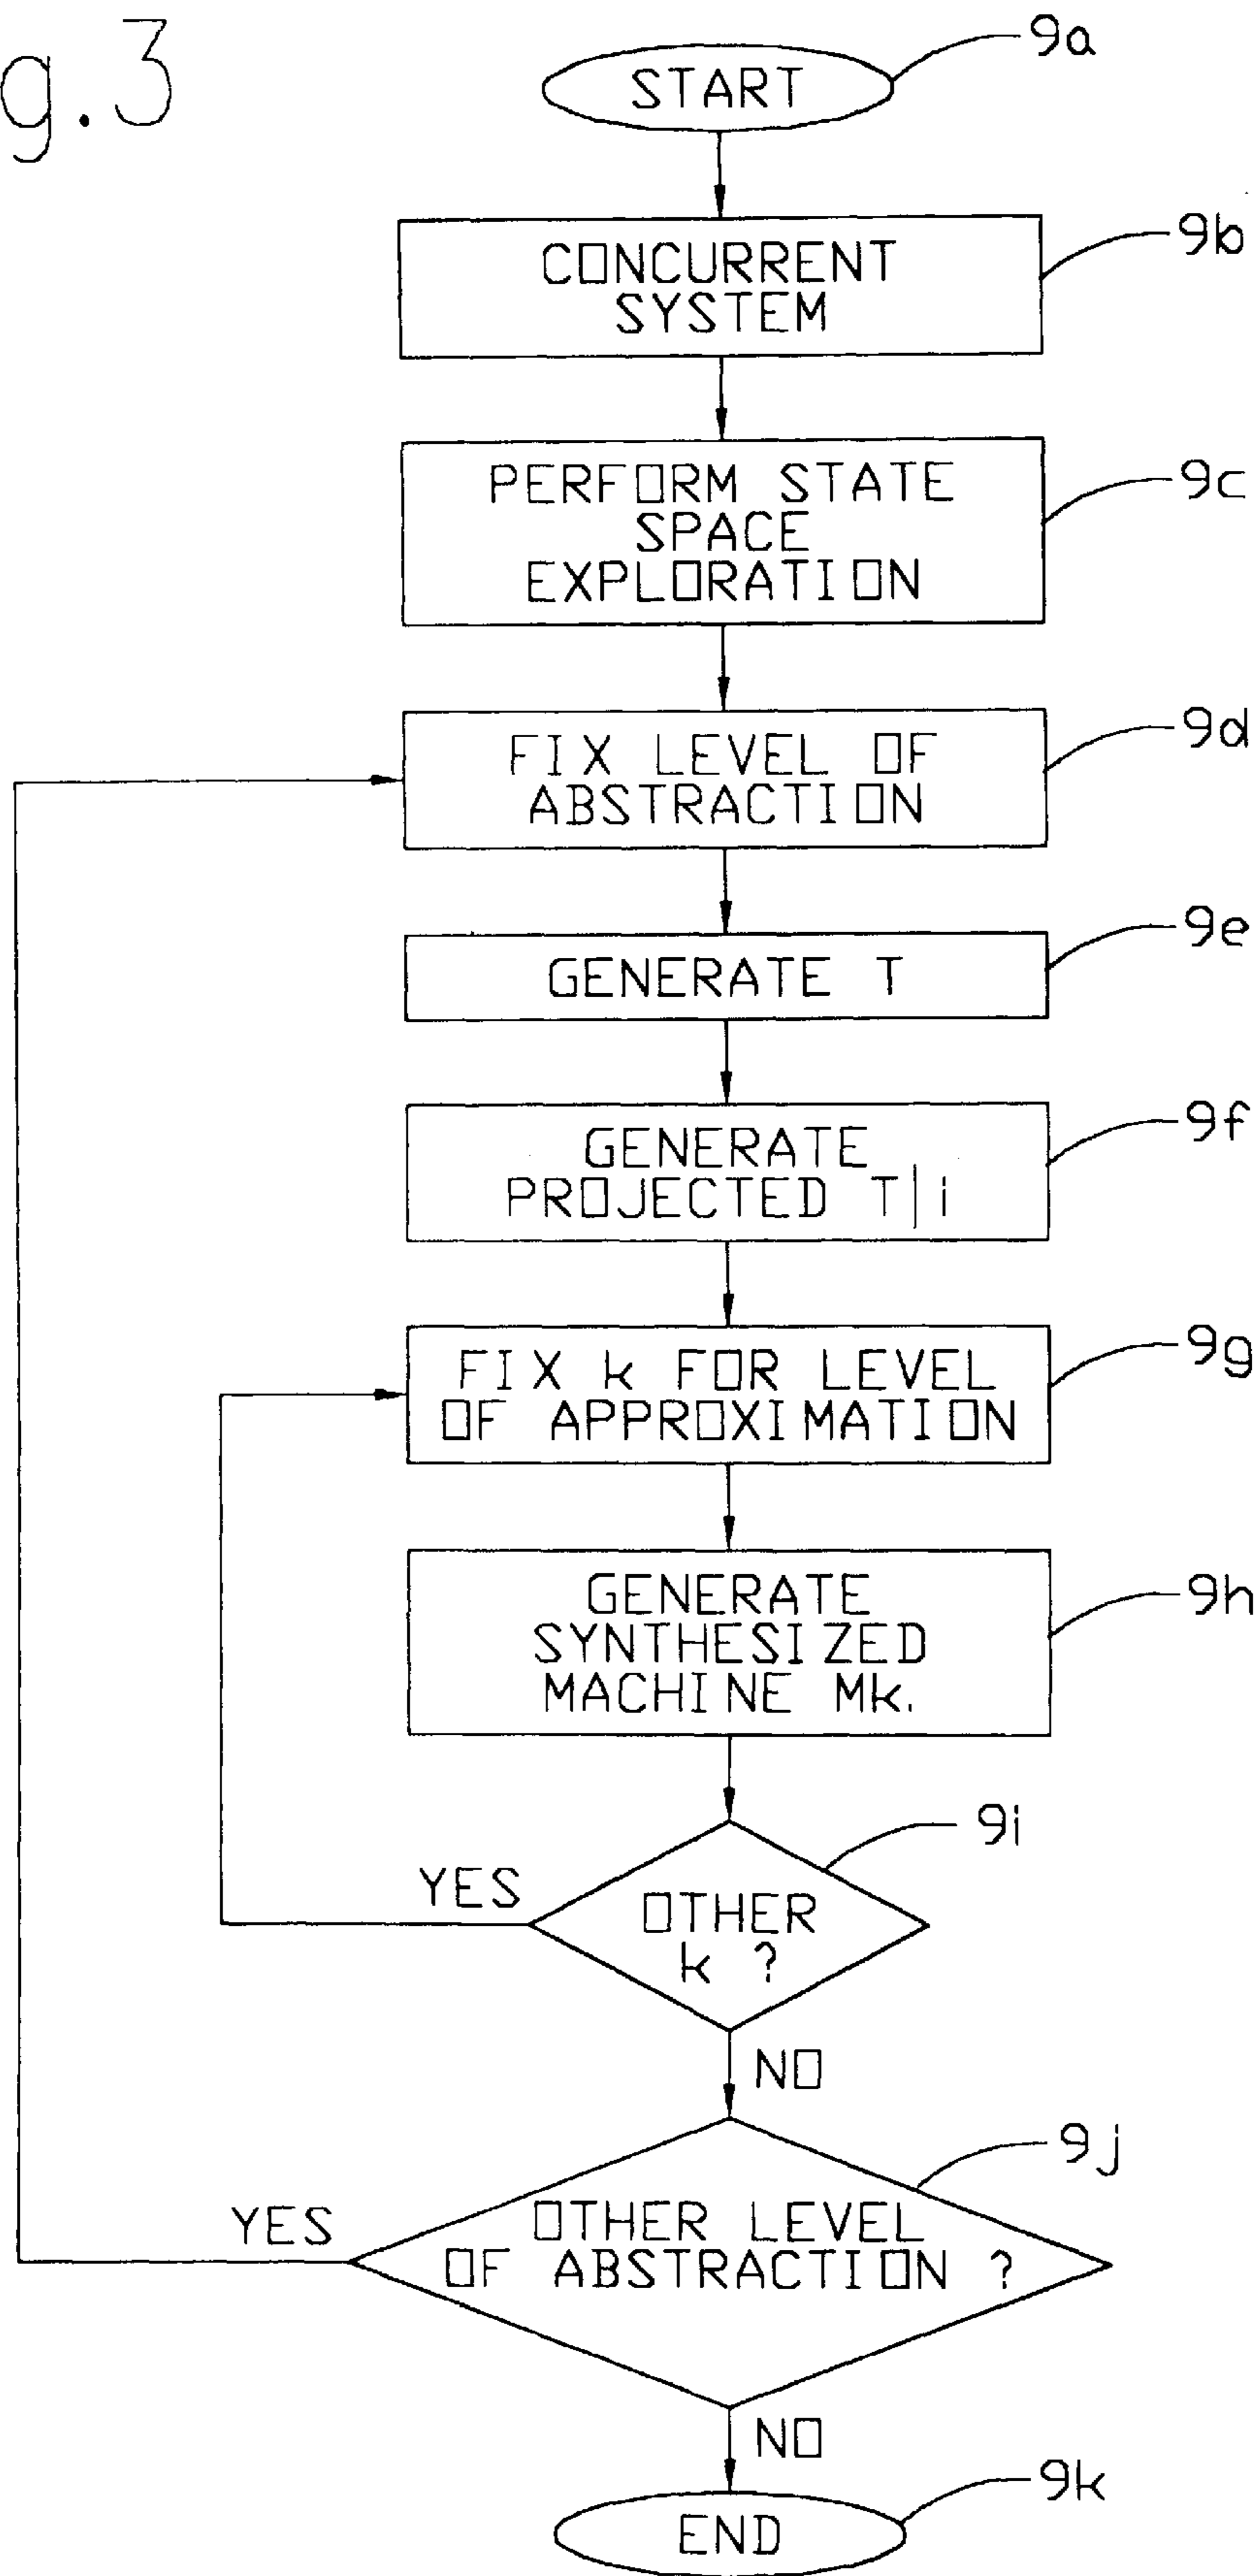 g.3
START
9a
CONCURRENT
SYSTEM
9b
PERFORM STATE
SPACE
EXPLORATION
9c
FIX LEVEL OF
ABSTRACTION
9d
GENERATE T
9e
GENERATE
PROJECTED T|i
9f
FIX k FOR LEVEL
OF APPROXIMATION
9g
GENERATE
SYNTHESIZED
MACHINE Mk.
9h
OTHER
k ?
9i
YES
NO
OTHER LEVEL
OF ABSTRACTION ?
9j
YES
NO
END
9k